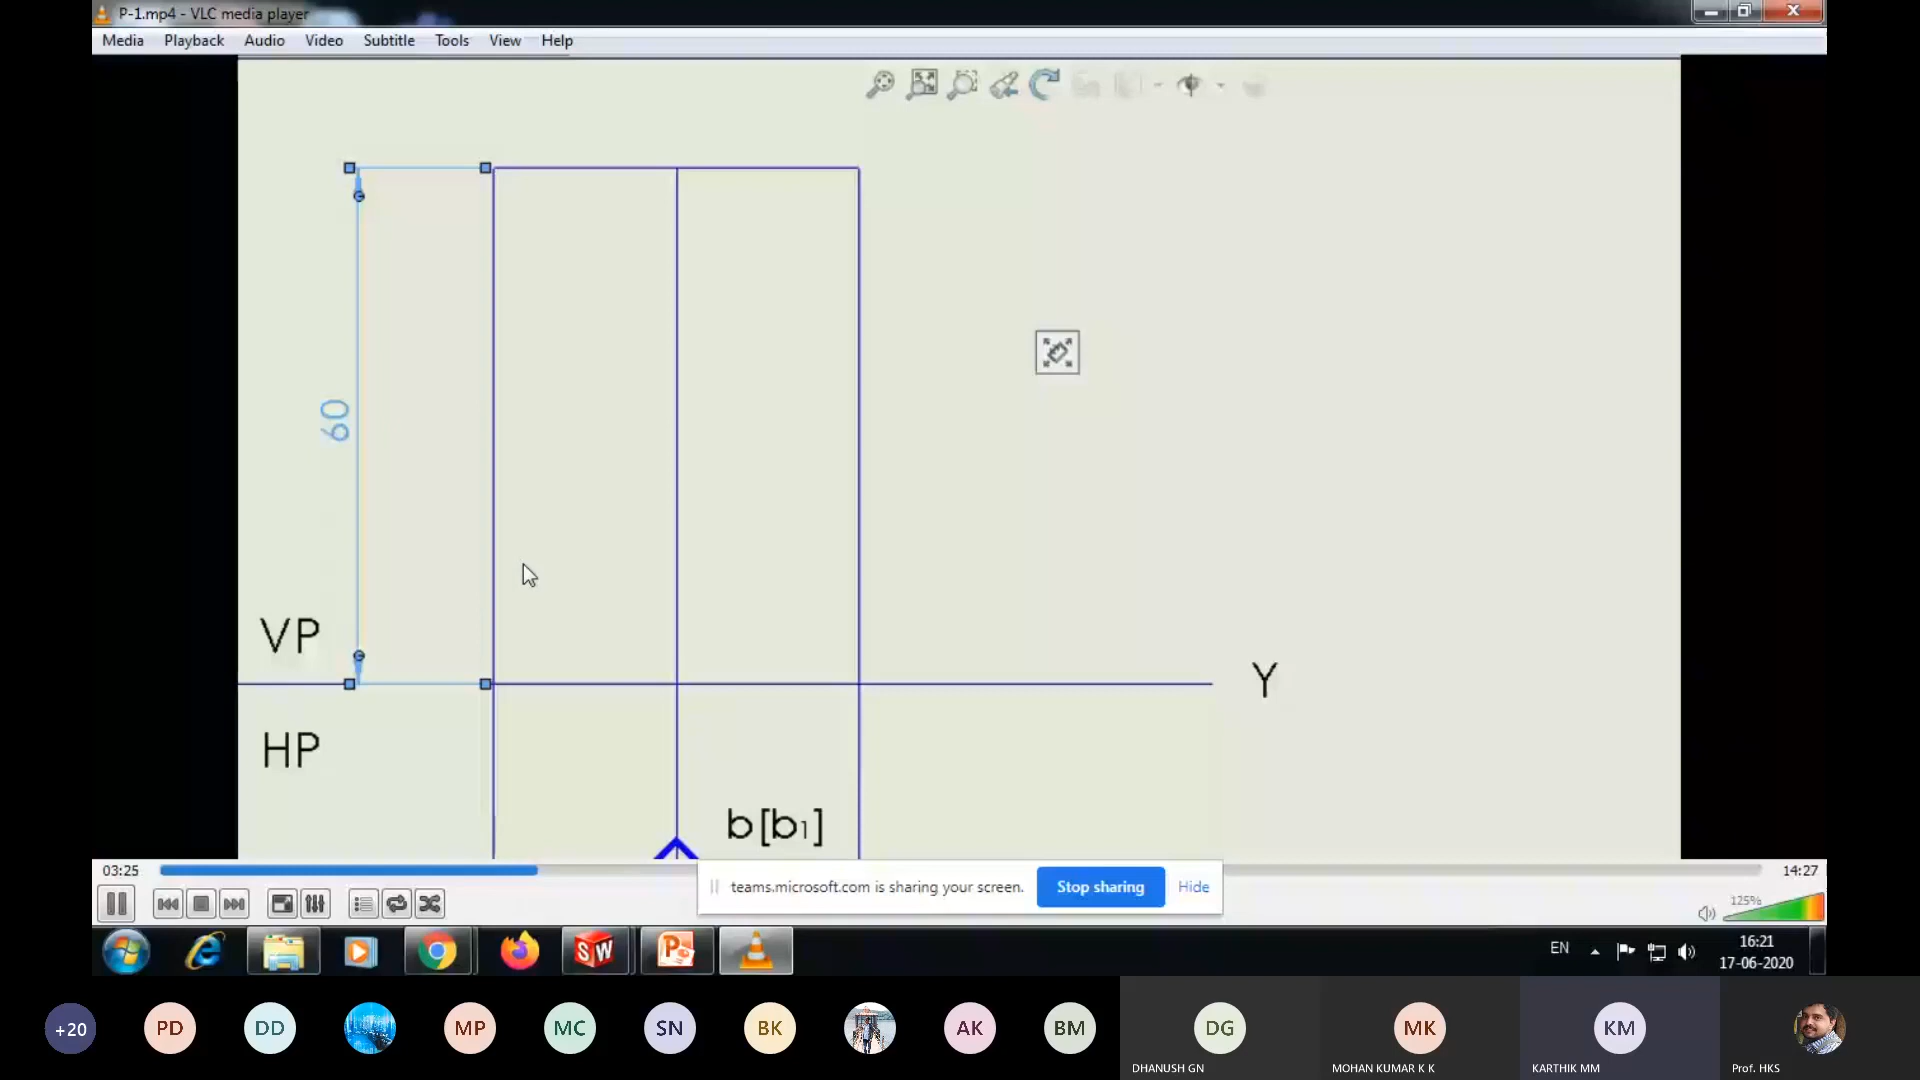 P-1.mp4 - VLC media player
Media Playback Audio Video Subtitle Tools View Help
60
VP
Y
HP
b[b1]
03:25
14:27
teams.microsoft.com is sharing your screen.
Stop sharing
Hide
125%
SW
P
EN
16:21
17-06-2020
+20
PD
DD
MP
MC
SN
BK
AK
BM
DG
DHANUSH GN
MK
MOHAN KUMAR K K
KM
KARTHIK MM
Prof. HKS